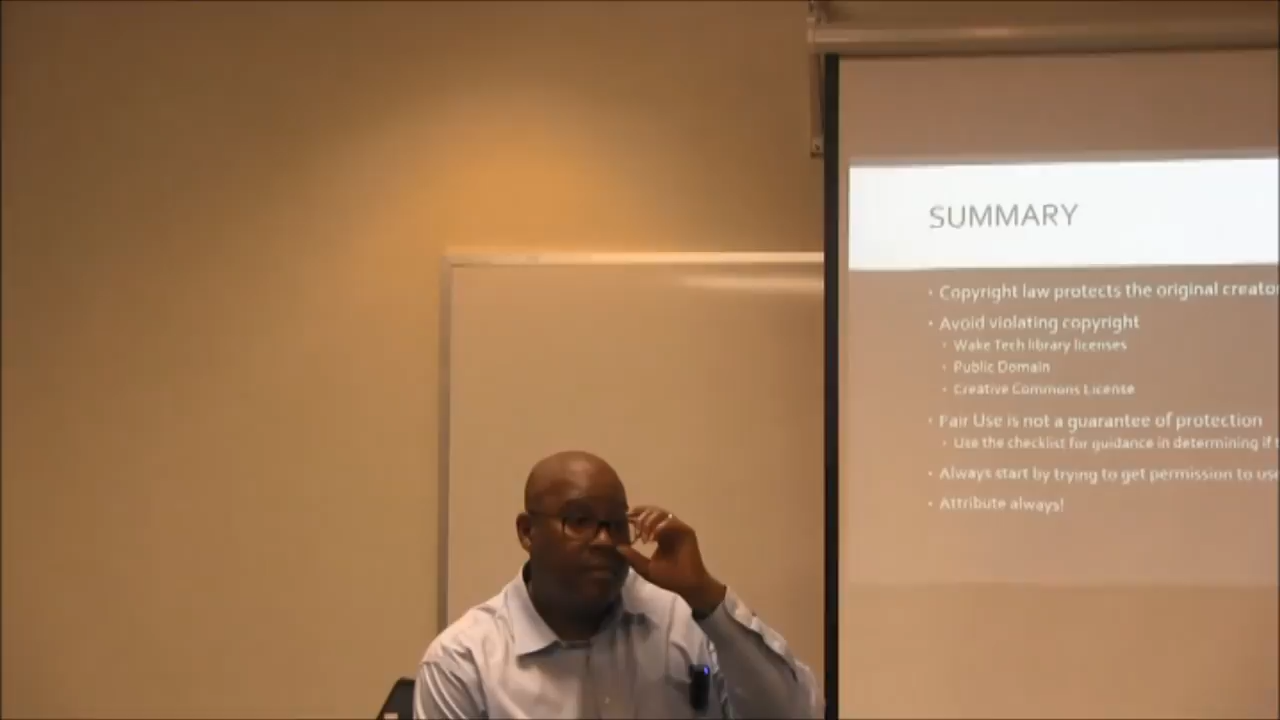 SUMMARY
• Copyright law protects the original creator
• Avoid violating copyright
• Wake Tech library licenses
• Public Domain
• Creative Commons License
• Fair Use is not a guarantee of protection
• Use the checklist for guidance in determining if
• Always start by trying to get permission to use
• Attribute always!